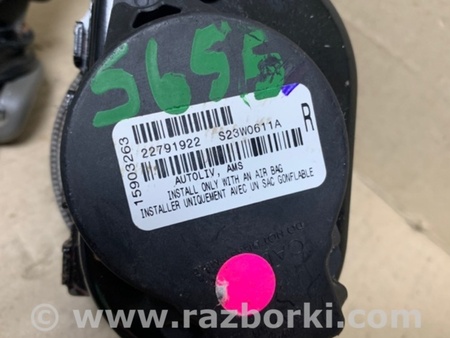 565E
15903263
22791922 S23W0611A
R
AUTOLIV, AMS
INSTALL ONLY WITH AN AIR BAG
INSTALLER UNIQUEMENT AVEC UN SAC GONFLABLE
www.razborki.com